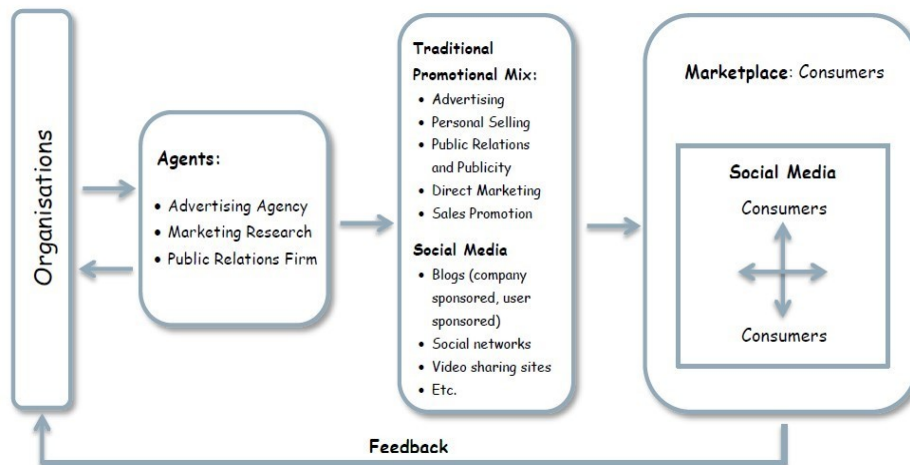 Organisations
Agents:
• Advertising Agency
• Marketing Research
• Public Relations Firm
Traditional
Promotional Mix:
• Advertising
• Personal Selling
• Public Relations
and Publicity
• Direct Marketing
• Sales Promotion
Social Media
• Blogs (company
sponsored, user
sponsored)
• Social networks
• Video sharing sites
• Etc.
Marketplace: Consumers
Social Media
Consumers
Consumers
Feedback